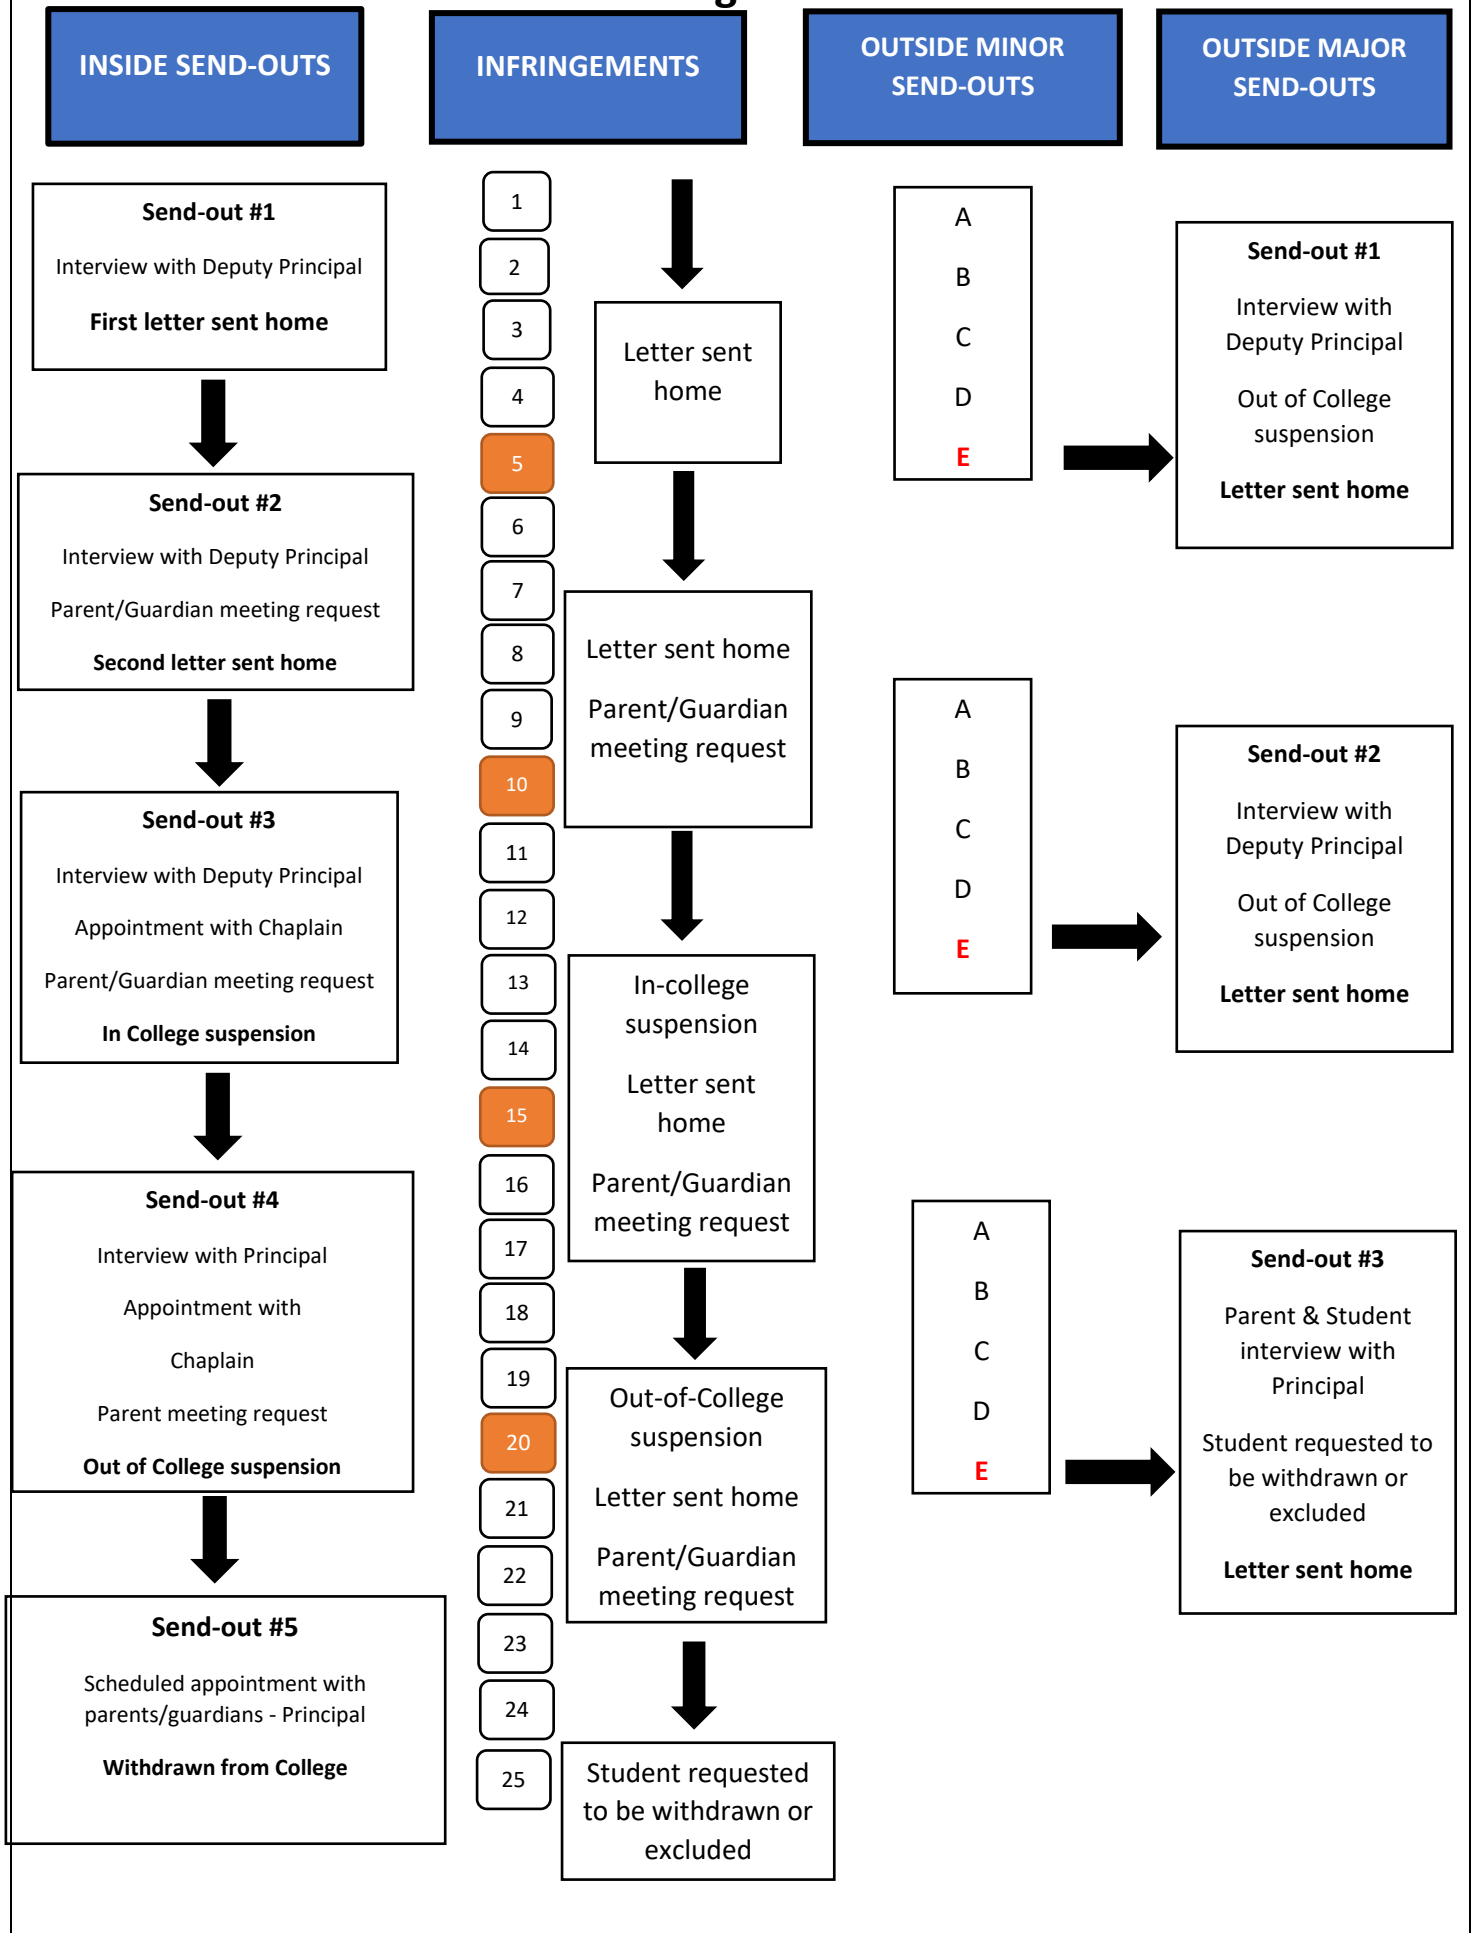 INSIDE SEND-OUTS
Send-out #1
Interview with Deputy Principal
First letter sent home
Send-out #2
Interview with Deputy Principal
Parent/Guardian meeting request
Second letter sent home
Send-out #3
Interview with Deputy Principal
Appointment with Chaplain
Parent/Guardian meeting request
In College suspension
Send-out #4
Interview with Principal
Appointment with
Chaplain
Parent meeting request
Out of College suspension
Send-out #5
Scheduled appointment with
parents/guardians - Principal
Withdrawn from College
INFRINGEMENTS
1
2
3
4
5
6
7
8
9
10
11
12
13
14
15
16
17
18
19
20
21
22
23
24
25
Letter sent
home
Letter sent home
Parent/Guardian
meeting request
In-college
suspension
Letter sent
home
Parent/Guardian
meeting request
Out-of-College
suspension
Letter sent home
Parent/Guardian
meeting request
Student requested
to be withdrawn or
excluded
OUTSIDE MINOR
SEND-OUTS
A
B
C
D
E
A
B
C
D
E
A
B
C
D
E
OUTSIDE MAJOR
SEND-OUTS
Send-out #1
Interview with
Deputy Principal
Out of College
suspension
Letter sent home
Send-out #2
Interview with
Deputy Principal
Out of College
suspension
Letter sent home
Send-out #3
Parent & Student
interview with
Principal
Student requested to
be withdrawn or
excluded
Letter sent home